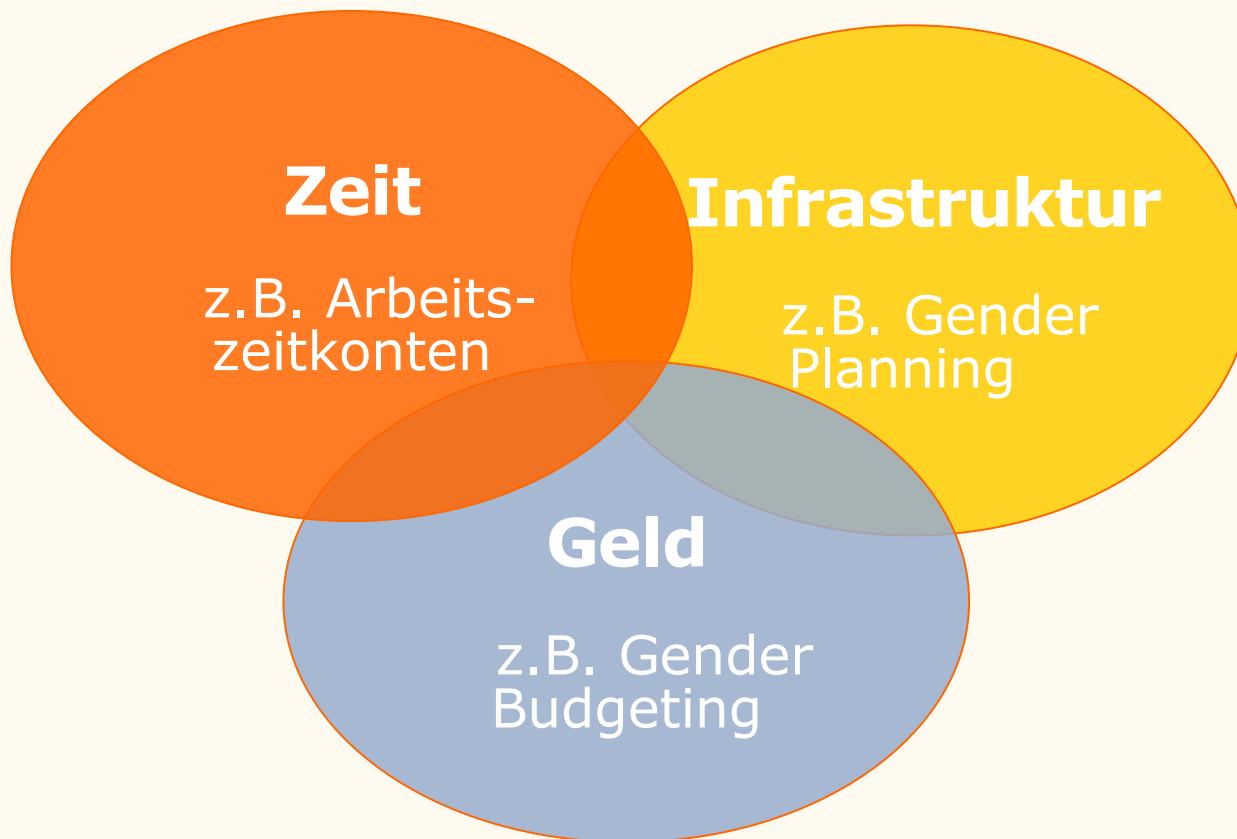 Zeit
z.B. Arbeits-
zeitkonten
Infrastruktur
z.B. Gender
Planning
Geld
z.B. Gender
Budgeting